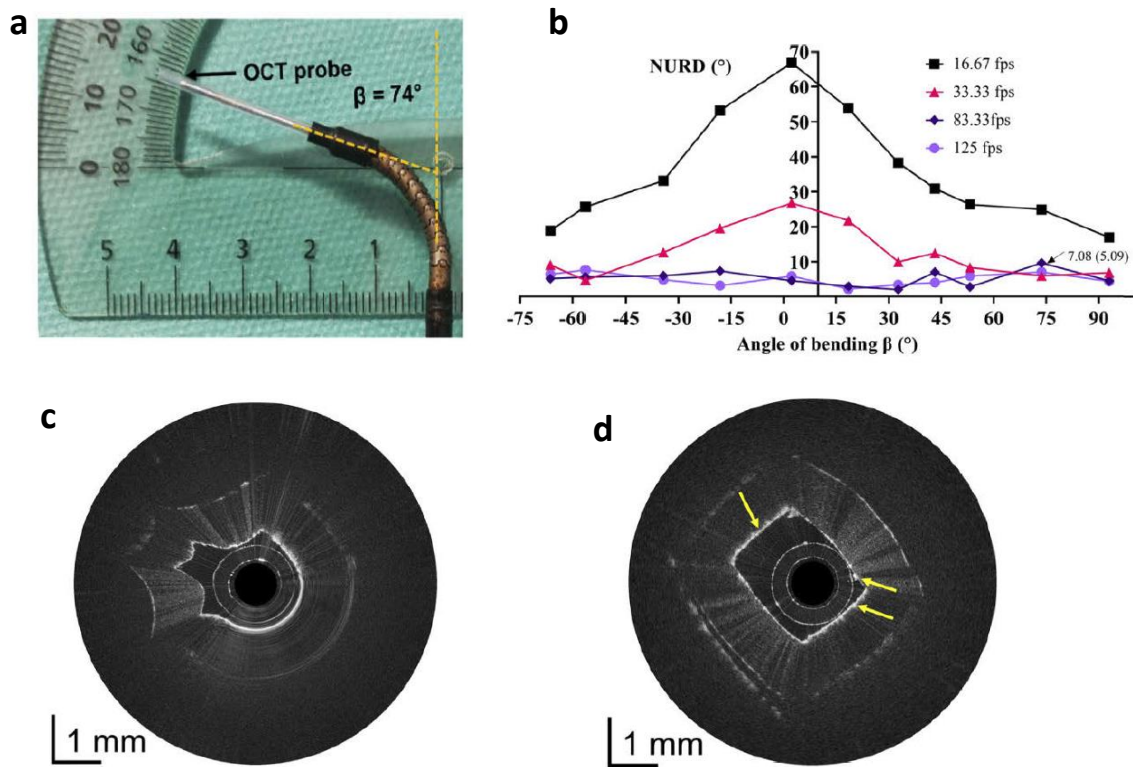 a
20
160
OCT probe
10
170
β = 74°
0
180
5 4 3 2 1
b
NURD (°)
70
60
50
40
30
20
10
16.67 fps
33.33 fps
83.33fps
125 fps
7.08 (5.09)
-75 -60 -45 -30 -15 0 15 30 45 60 75 90
Angle of bending β (°)
c
1 mm
d
1 mm